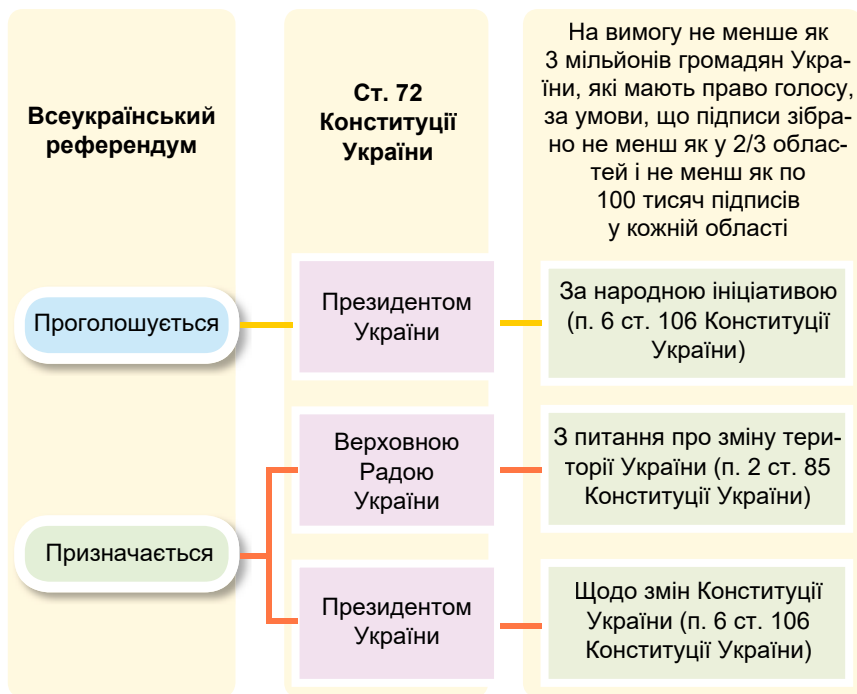 Всеукраїнський
референдум
Ст. 72
Конституції
України
На вимогу не менше як
3 мільйонів громадян Укра-
їни, які мають право голосу,
за умови, що підписи зібра-
но не менш як у 2/3 облас-
тей і не менш як по
100 тисяч підписів
у кожній області
Проголошується
Президентом
України
За народною ініціативою
(п. 6 ст. 106 Конституції
України)
Призначається
Верховною
Радою
України
З питання про зміну тери-
торії України (п. 2 ст. 85
Конституції України)
Президентом
України
Щодо змін Конституції
України (п. 6 ст. 106
Конституції України)